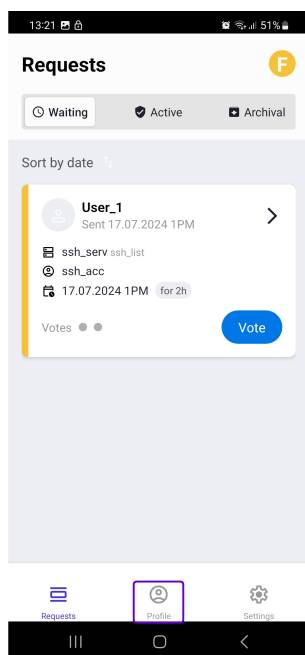 13:21 51%
Requests F
Waiting Active Archival
Sort by date
User_1
Sent 17.07.2024 1PM
ssh_serv ssh_list
ssh_acc
17.07.2024 1PM for 2h
Votes Vote
Requests Profile Settings